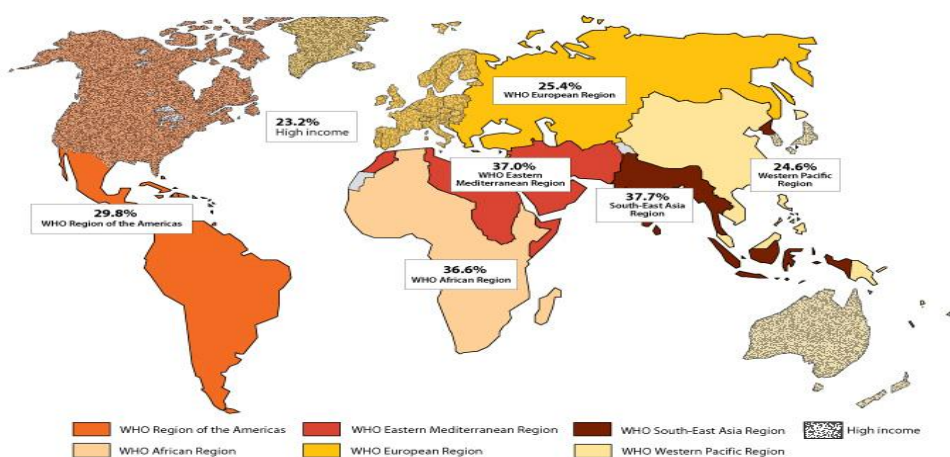 25.4%
WHO European Region
23.2%
High income
37.0%
WHO Eastern
Mediterranean Region
24.6%
Western Pacific
Region
37.7%
South-East Asia
Region
29.8%
WHO Region of the Americas
36.6%
WHO African Region
WHO Region of the Americas
WHO Eastern Mediterranean Region
WHO South-East Asia Region
High income
WHO African Region
WHO European Region
WHO Western Pacific Region